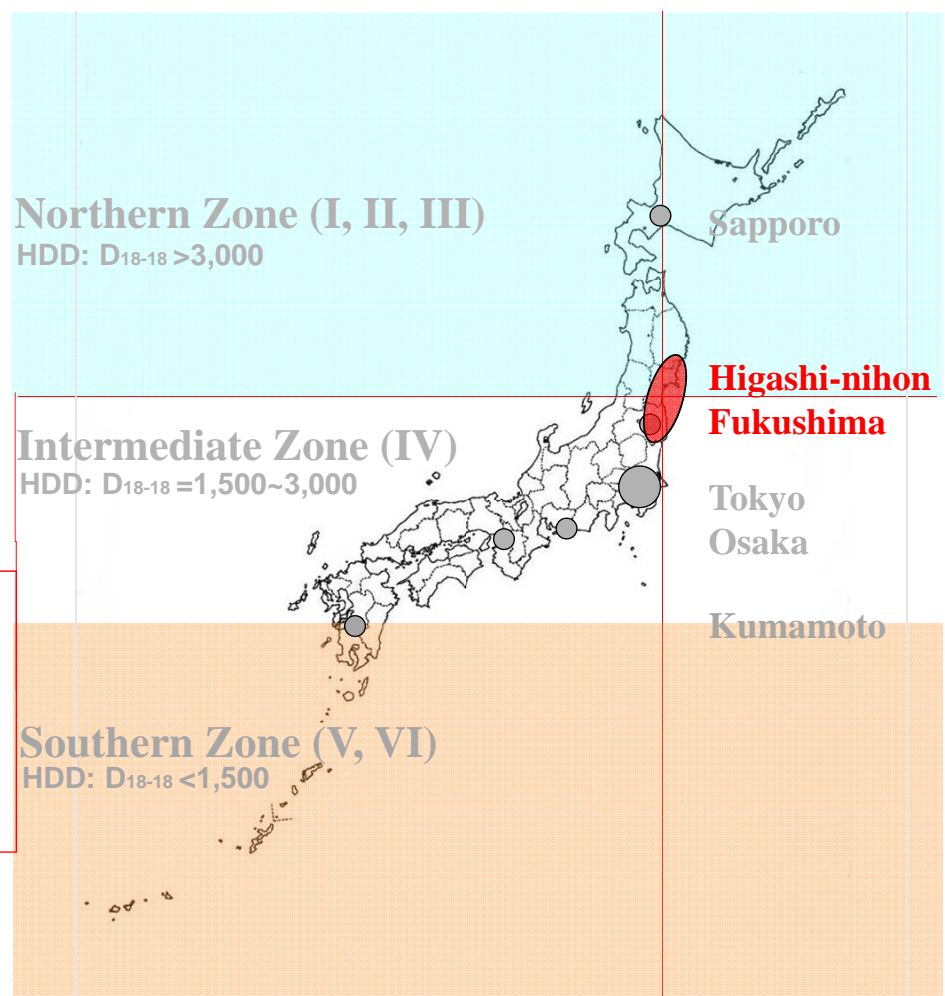 Northern Zone (I, II, III)
HDD: D18-18 >3,000
Sapporo
Higashi-nihon
Fukushima
Intermediate Zone (IV)
HDD: D18-18 =1,500~3,000
Tokyo
Osaka
Kumamoto
Southern Zone (V, VI)
HDD: D18-18 <1,500